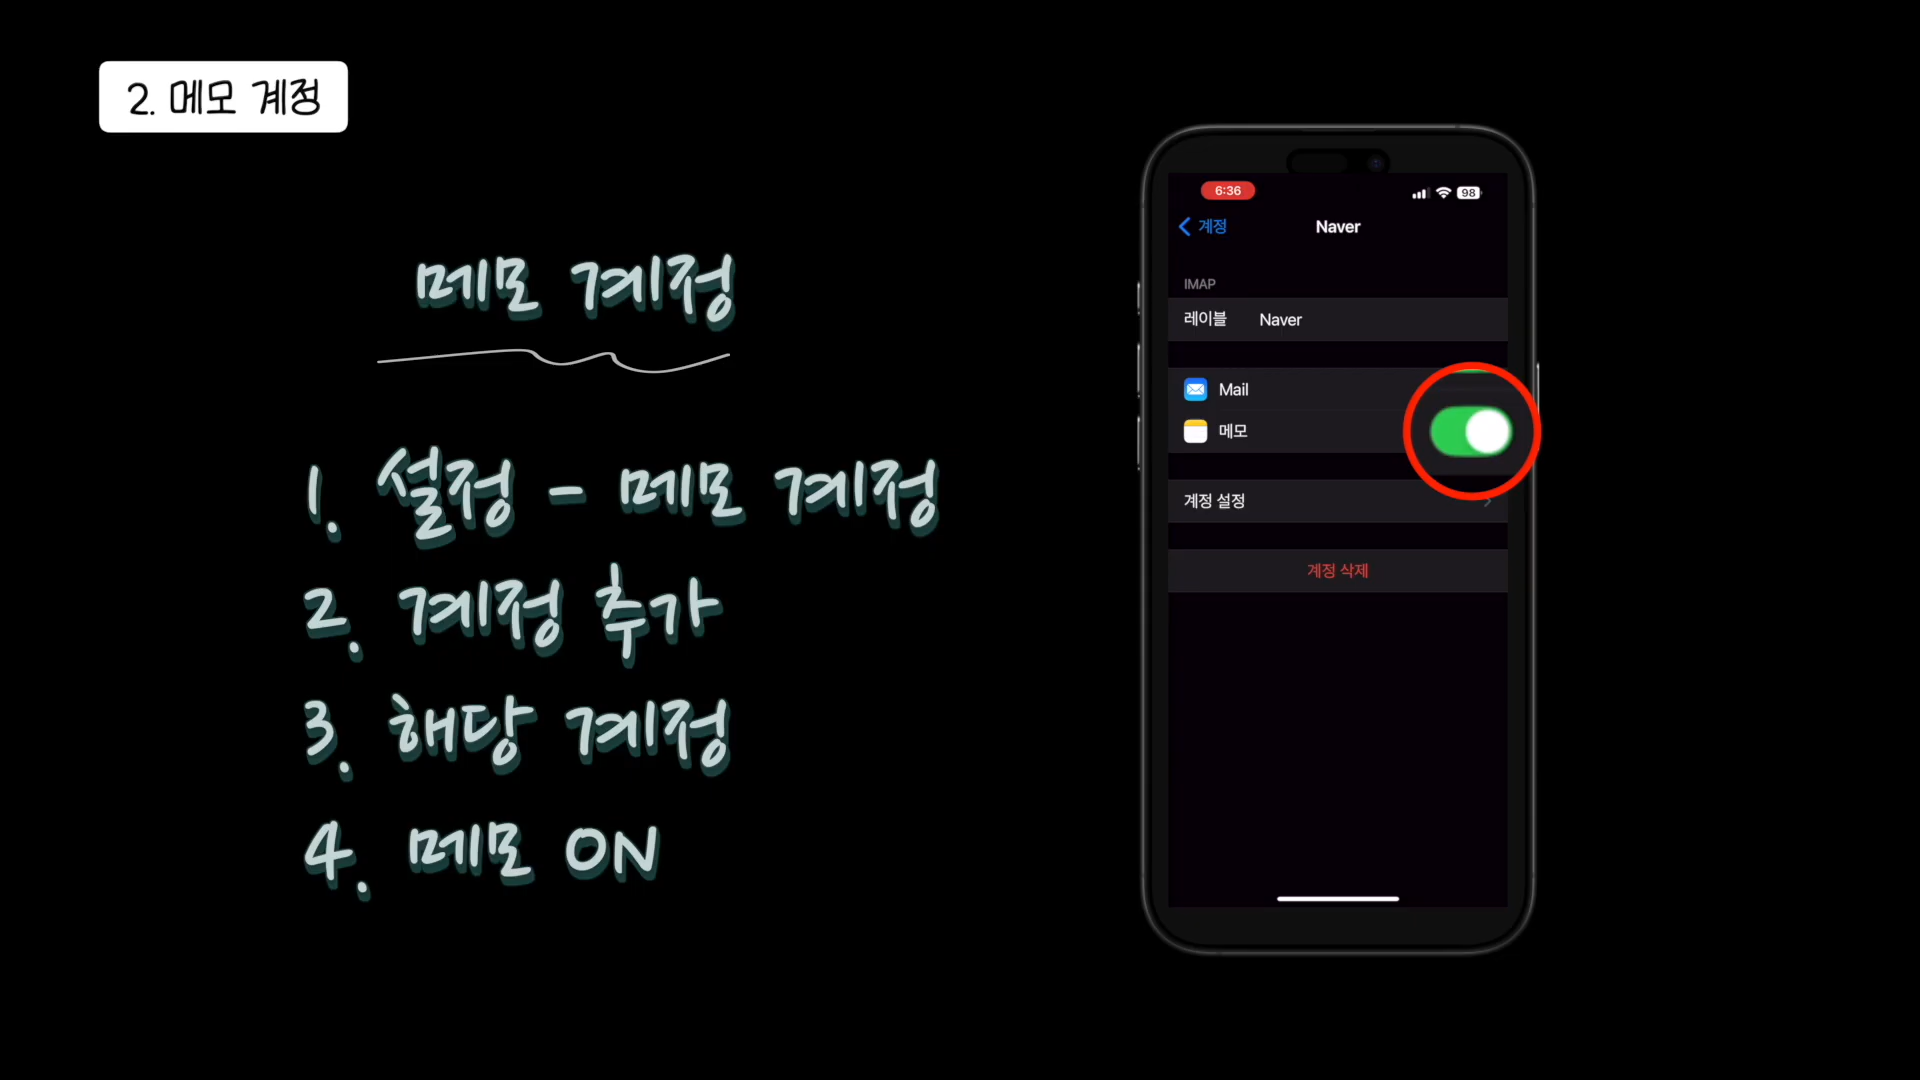 2. 메모 계정
메모 계정
1. 설정 - 메모 계정
2. 계정 추가
3. 해당 계정
4. 메모 ON
6:36
98
계정
Naver
IMAP
레이블 Naver
Mail
메모
계정 설정
계정 삭제